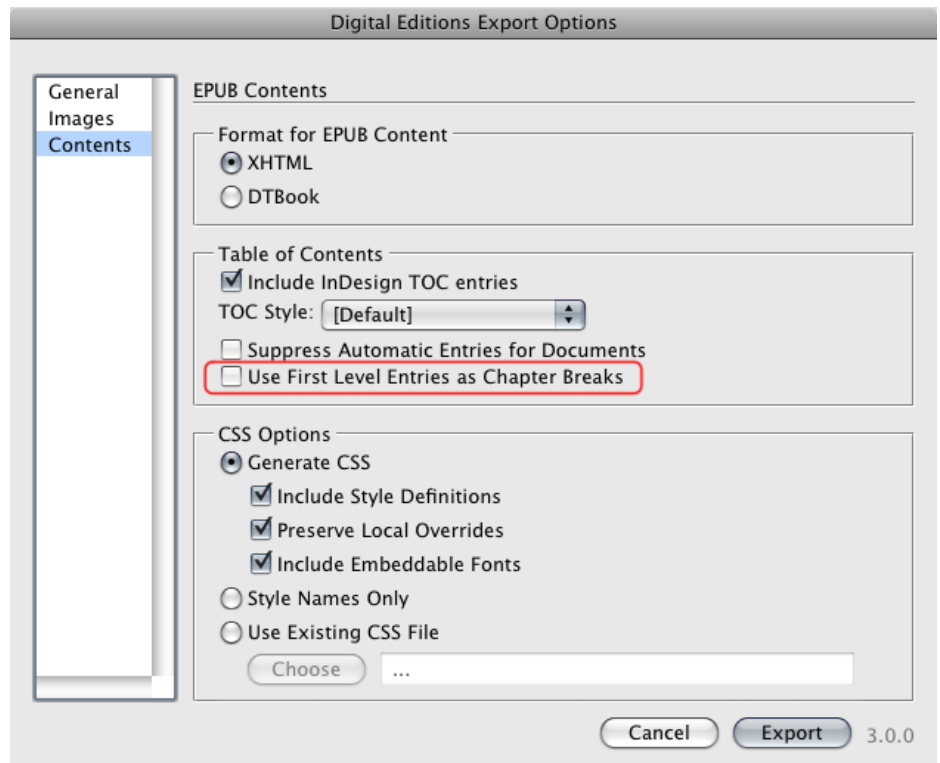 Digital Editions Export Options
General
Images
Contents
EPUB Contents
Format for EPUB Content
XHTML
DTBook
Table of Contents
Include InDesign TOC entries
TOC Style: [Default]
Suppress Automatic Entries for Documents
Use First Level Entries as Chapter Breaks
CSS Options
Generate CSS
Include Style Definitions
Preserve Local Overrides
Include Embeddable Fonts
Style Names Only
Use Existing CSS File
Choose ...
Cancel Export 3.0.0